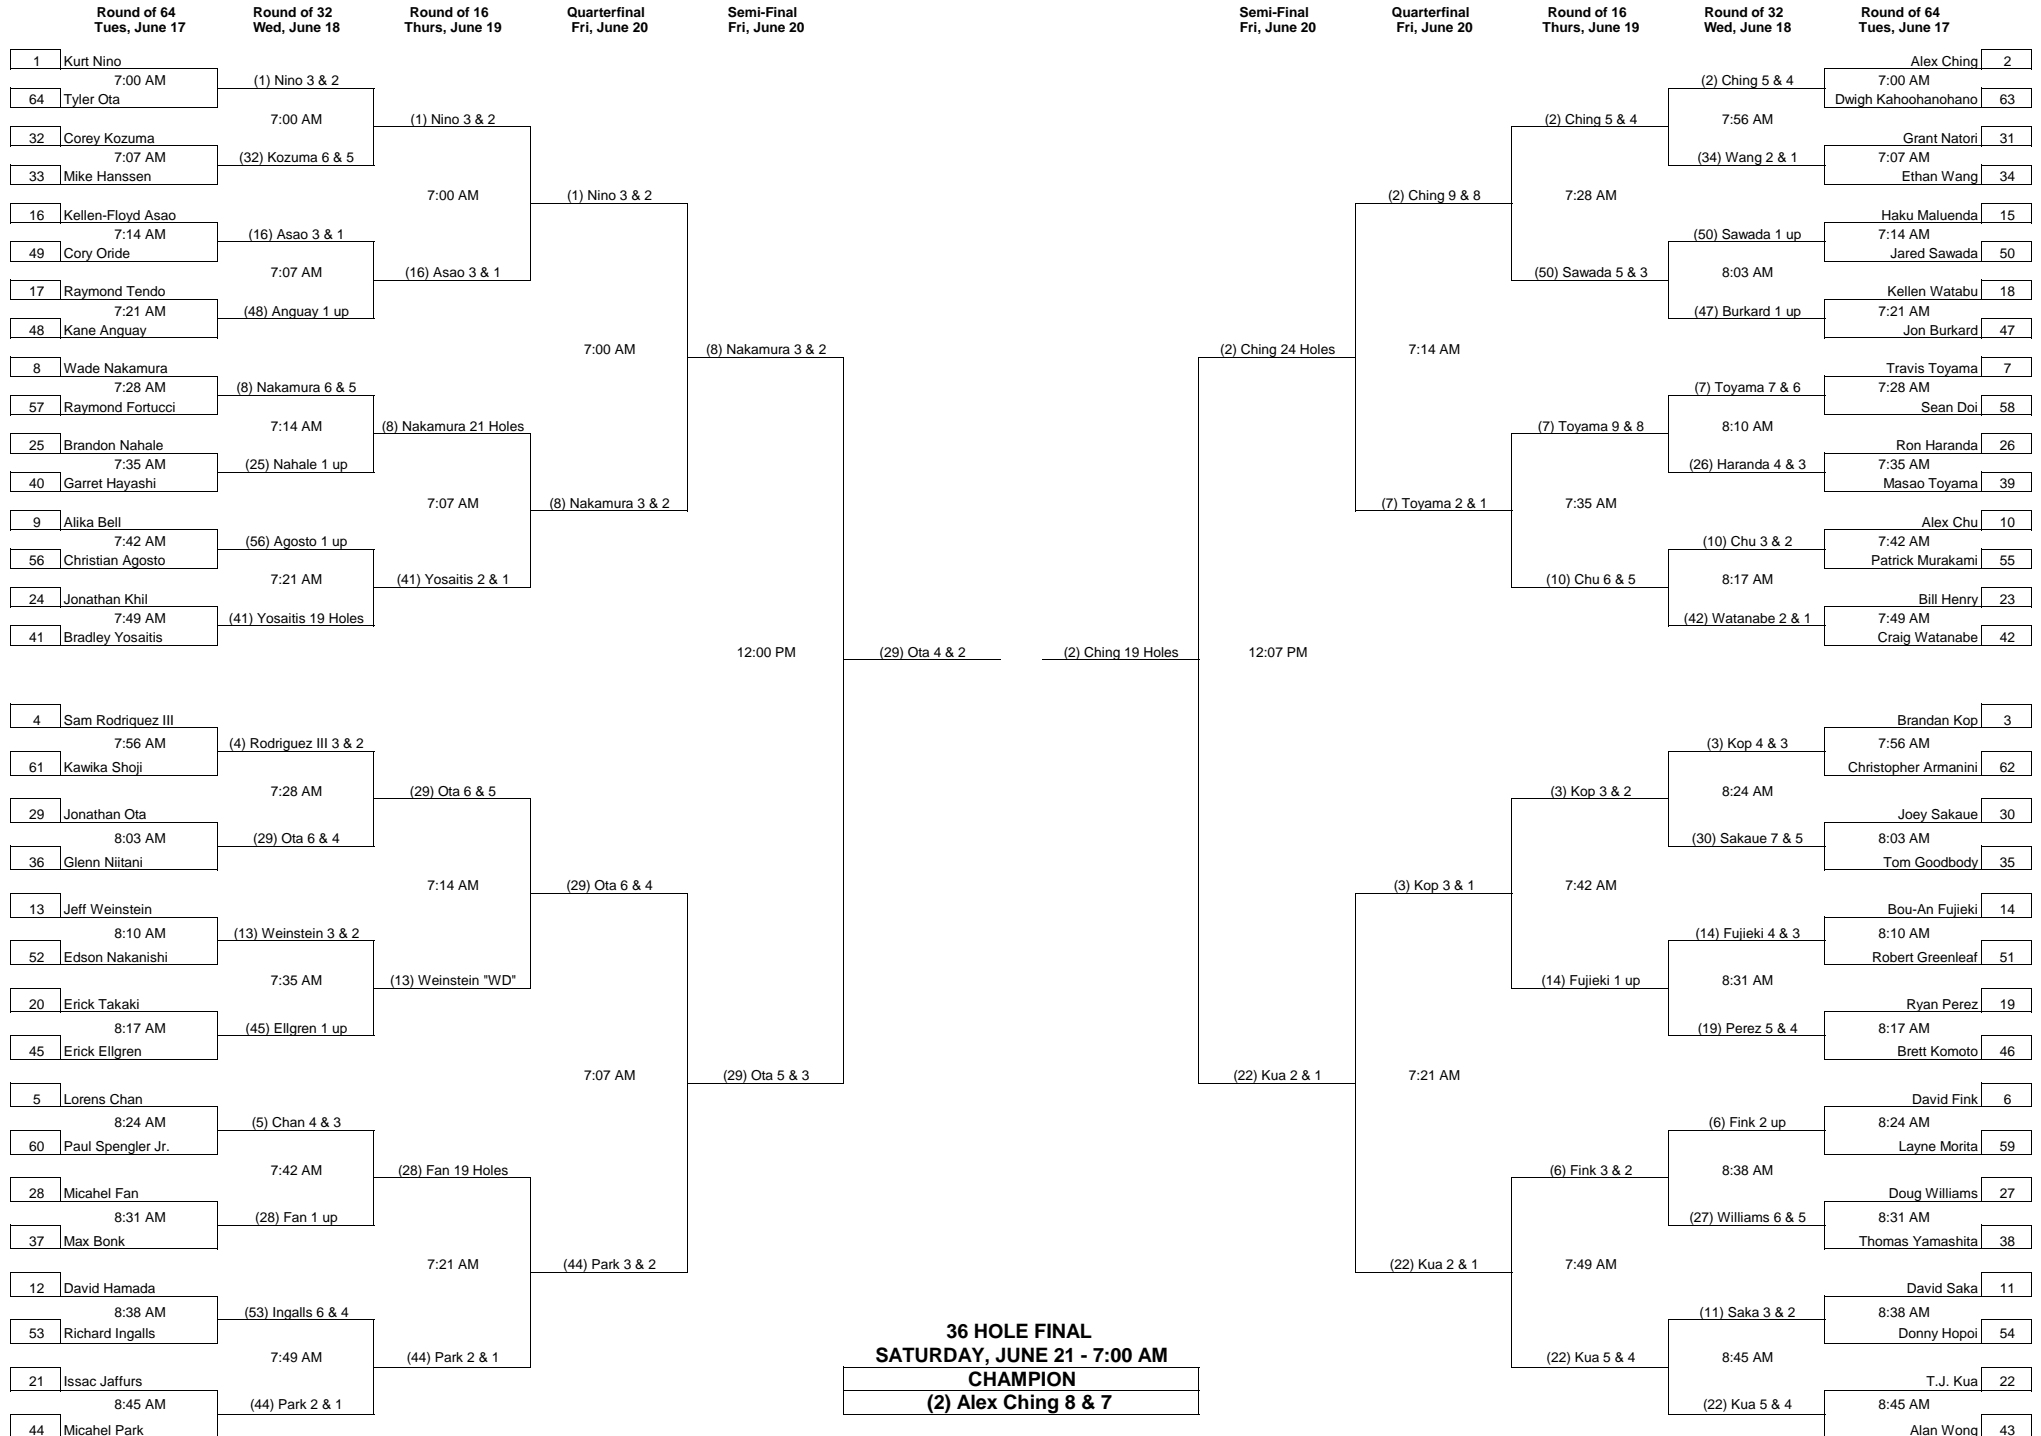 Round of 64 Round of 32 Round of 16 Quarterfinal Semi-Final Semi-Final Quarterfinal Round of 16 Round of 32 Round of 64
Tues, June 17 Wed, June 18 Thurs, June 19 Fri, June 20 Fri, June 20 Fri, June 20 Fri, June 20 Thurs, June 19 Wed, June 18 Tues, June 17
1 Kurt Nino Alex Ching 2
7:00 AM (1) Nino 3 & 2 (2) Ching 5 & 4 7:00 AM
64 Tyler Ota Dwigh Kahoohanohano 63
7:00 AM (1) Nino 3 & 2 (2) Ching 5 & 4 7:56 AM
32 Corey Kozuma Grant Natori 31
7:07 AM (32) Kozuma 6 & 5 (34) Wang 2 & 1 7:07 AM
33 Mike Hanssen Ethan Wang 34
7:00 AM (1) Nino 3 & 2 (2) Ching 9 & 8 7:28 AM
16 Kellen-Floyd Asao Haku Maluenda 15
7:14 AM (16) Asao 3 & 1 (50) Sawada 1 up 7:14 AM
49 Cory Oride Jared Sawada 50
7:07 AM (16) Asao 3 & 1 (50) Sawada 5 & 3 8:03 AM
17 Raymond Tendo Kellen Watabu 18
7:21 AM (48) Anguay 1 up (47) Burkard 1 up 7:21 AM
48 Kane Anguay Jon Burkard 47
7:00 AM (8) Nakamura 3 & 2 (2) Ching 24 Holes 7:14 AM
8 Wade Nakamura Travis Toyama 7
7:28 AM (8) Nakamura 6 & 5 (7) Toyama 7 & 6 7:28 AM
57 Raymond Fortucci Sean Doi 58
7:14 AM (8) Nakamura 21 Holes (7) Toyama 9 & 8 8:10 AM
25 Brandon Nahale Ron Haranda 26
7:35 AM (25) Nahale 1 up (26) Haranda 4 & 3 7:35 AM
40 Garret Hayashi Masao Toyama 39
7:07 AM (8) Nakamura 3 & 2 (7) Toyama 2 & 1 7:35 AM
9 Alika Bell Alex Chu 10
7:42 AM (56) Agosto 1 up (10) Chu 3 & 2 7:42 AM
56 Christian Agosto Patrick Murakami 55
7:21 AM (41) Yosaitis 2 & 1 (10) Chu 6 & 5 8:17 AM
24 Jonathan Khil Bill Henry 23
7:49 AM (41) Yosaitis 19 Holes (42) Watanabe 2 & 1 7:49 AM
41 Bradley Yosaitis Craig Watanabe 42
12:00 PM (29) Ota 4 & 2 (2) Ching 19 Holes 12:07 PM
4 Sam Rodriquez III Brandan Kop 3
7:56 AM (4) Rodriguez III 3 & 2 (3) Kop 4 & 3 7:56 AM
61 Kawika Shoji Christopher Armanini 62
7:28 AM (29) Ota 6 & 5 (3) Kop 3 & 2 8:24 AM
29 Jonathan Ota Joey Sakaue 30
8:03 AM (29) Ota 6 & 4 (30) Sakaue 7 & 5 8:03 AM
36 Glenn Niitani Tom Goodbody 35
7:14 AM (29) Ota 6 & 4 (3) Kop 3 & 1 7:42 AM
13 Jeff Weinstein Bou-An Fujieki 14
8:10 AM (13) Weinstein 3 & 2 (14) Fujieki 4 & 3 8:10 AM
52 Edson Nakanishi Robert Greenleaf 51
7:35 AM (13) Weinstein "WD" (14) Fujieki 1 up 8:31 AM
20 Erick Takaki Ryan Perez 19
8:17 AM (45) Ellgren 1 up (19) Perez 5 & 4 8:17 AM
45 Erick Ellgren Brett Komoto 46
7:07 AM (29) Ota 5 & 3 (22) Kua 2 & 1 7:21 AM
5 Lorens Chan David Fink 6
8:24 AM (5) Chan 4 & 3 (6) Fink 2 up 8:24 AM
60 Paul Spengler Jr. Layne Morita 59
7:42 AM (28) Fan 19 Holes (6) Fink 3 & 2 8:38 AM
28 Micahel Fan Doug Williams 27
8:31 AM (28) Fan 1 up (27) Williams 6 & 5 8:31 AM
37 Max Bonk Thomas Yamashita 38
7:21 AM (44) Park 3 & 2 (22) Kua 2 & 1 7:49 AM
12 David Hamada David Saka 11
8:38 AM (53) Ingalls 6 & 4 (11) Saka 3 & 2 8:38 AM
53 Richard Ingalls 36 HOLE FINAL Donny Hopoi 54
7:49 AM (44) Park 2 & 1 SATURDAY, JUNE 21 - 7:00 AM (22) Kua 5 & 4 8:45 AM
21 Issac Jaffurs CHAMPION T.J. Kua 22
8:45 AM (44) Park 2 & 1 (2) Alex Ching 8 & 7 (22) Kua 5 & 4 8:45 AM
44 Micahel Park Alan Wong 43